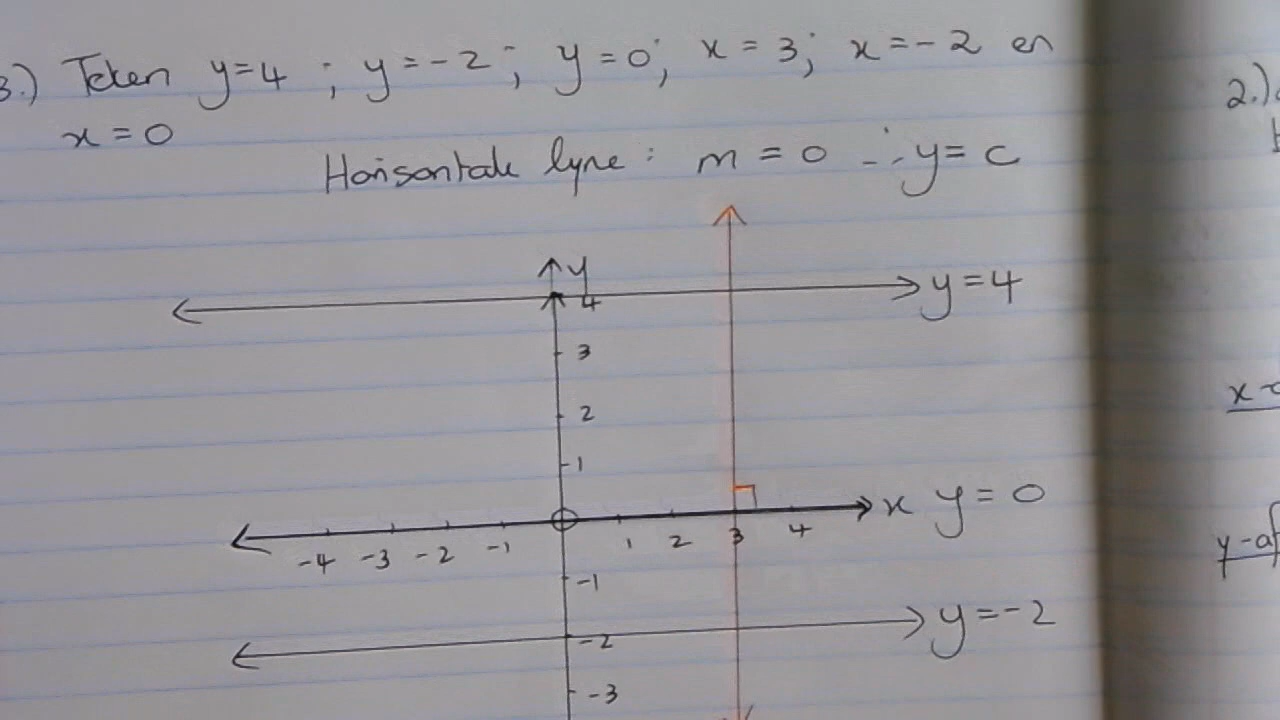 3.) Teken y=4 ; y=-2 ; y=0; x=3; x=-2 en
x=0
Horisontale lyne: m=0 ∴ y=c
y
4
y=4
3
2
1
x y=0
-4 -3 -2 -1 1 2 3 4
-1
-2
y=-2
-3
2.)
y-af